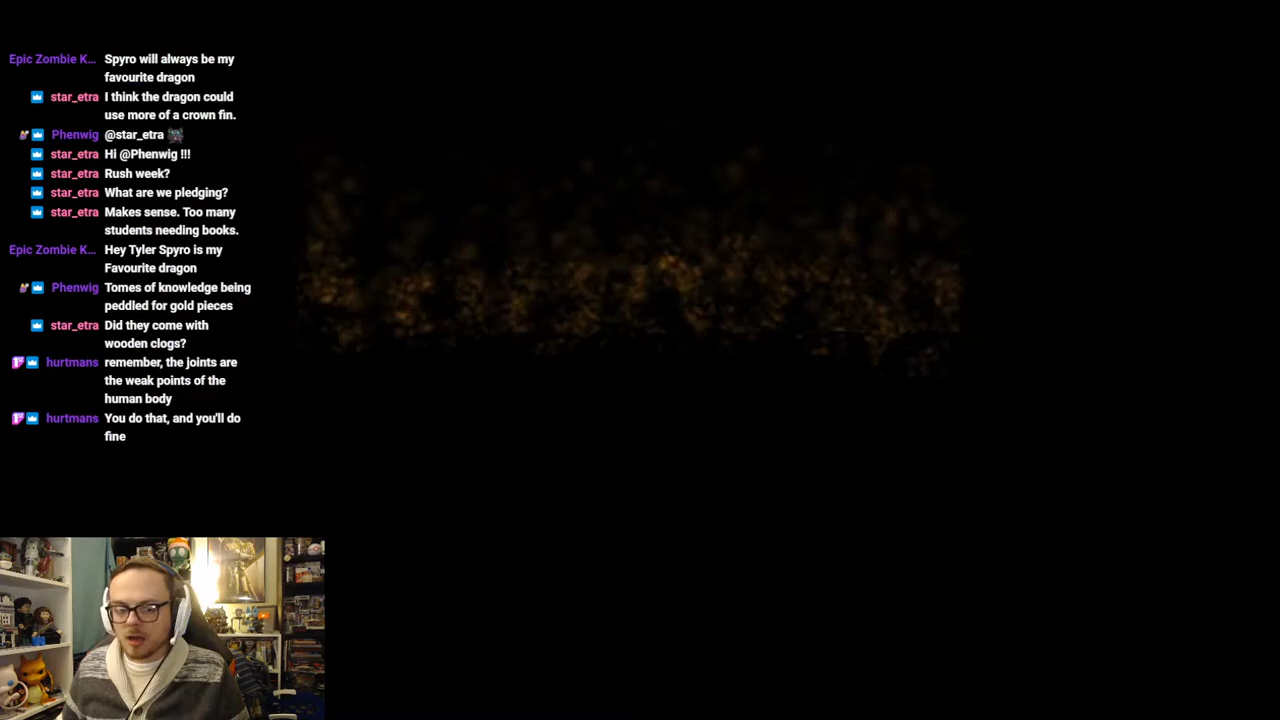 Epic Zombie K... Spyro will always be my
favourite dragon
star_etra I think the dragon could
use more of a crown fin.
Phenwig @star_etra
star_etra Hi @Phenwig !!!
star_etra Rush week?
star_etra What are we pledging?
star_etra Makes sense. Too many
students needing books.
Epic Zombie K... Hey Tyler Spyro is my
Favourite dragon
Phenwig Tomes of knowledge being
peddled for gold pieces
star_etra Did they come with
wooden clogs?
hurtmans remember, the joints are
the weak points of the
human body
hurtmans You do that, and you'll do
fine